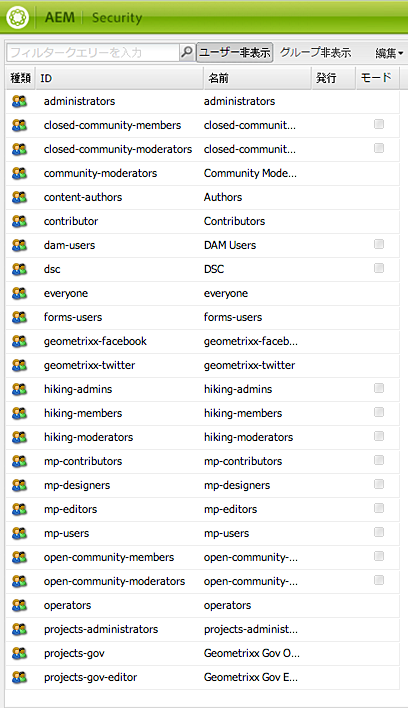 AEM Security
フィルタークエリーを入力 ユーザー非表示 グループ非表示 編集
種類 ID 名前 発行 モード
administrators administrators
closed-community-members closed-communit...
closed-community-moderators closed-communit...
community-moderators Community Mode...
content-authors Authors
contributor Contributors
dam-users DAM Users
dsc DSC
everyone everyone
forms-users forms-users
geometrixx-facebook geometrixx-faceb...
geometrixx-twitter geometrixx-twitter
hiking-admins hiking-admins
hiking-members hiking-members
hiking-moderators hiking-moderators
mp-contributors mp-contributors
mp-designers mp-designers
mp-editors mp-editors
mp-users mp-users
open-community-members open-community-...
open-community-moderators open-community-...
operators operators
projects-administrators projects-administ...
projects-gov Geometrixx Gov O...
projects-gov-editor Geometrixx Gov E...